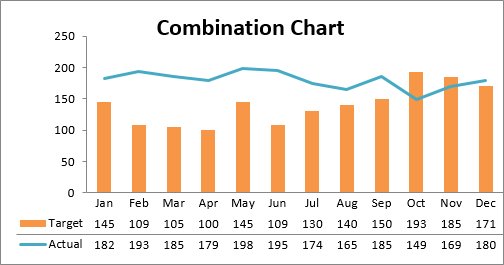 Combination Chart
250
200
150
100
50
0
Jan Feb Mar Apr May Jun Jul Aug Sep Oct Nov Dec
Target 145 109 105 100 145 109 130 140 150 193 185 171
Actual 182 193 185 179 198 195 174 165 185 149 169 180